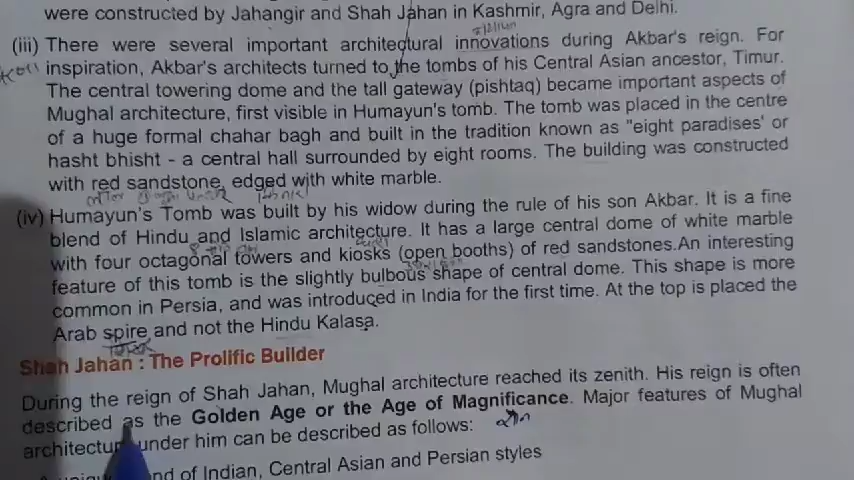 were constructed by Jahangir and Shah Jahan in Kashmir, Agra and Delhi.
(iii) There were several important architectural innovations during Akbar's reign. For
inspiration, Akbar's architects turned to the tombs of his Central Asian ancestor, Timur.
The central towering dome and the tall gateway (pishtaq) became important aspects of
Mughal architecture, first visible in Humayun's tomb. The tomb was placed in the centre
of a huge formal chahar bagh and built in the tradition known as "eight paradises' or
hasht bhisht - a central hall surrounded by eight rooms. The building was constructed
with red sandstone, edged with white marble.
(iv) Humayun's Tomb was built by his widow during the rule of his son Akbar. It is a fine
blend of Hindu and Islamic architecture. It has a large central dome of white marble
with four octagonal towers and kiosks (open booths) of red sandstones.An interesting
feature of this tomb is the slightly bulbous shape of central dome. This shape is more
common in Persia, and was introduced in India for the first time. At the top is placed the
Arab spire and not the Hindu Kalasa.
Shah Jahan : The Prolific Builder
During the reign of Shah Jahan, Mughal architecture reached its zenith. His reign is often
described as the Golden Age or the Age of Magnificance. Major features of Mughal
under him can be described as follows:
of Indian, Central Asian and Persian styles